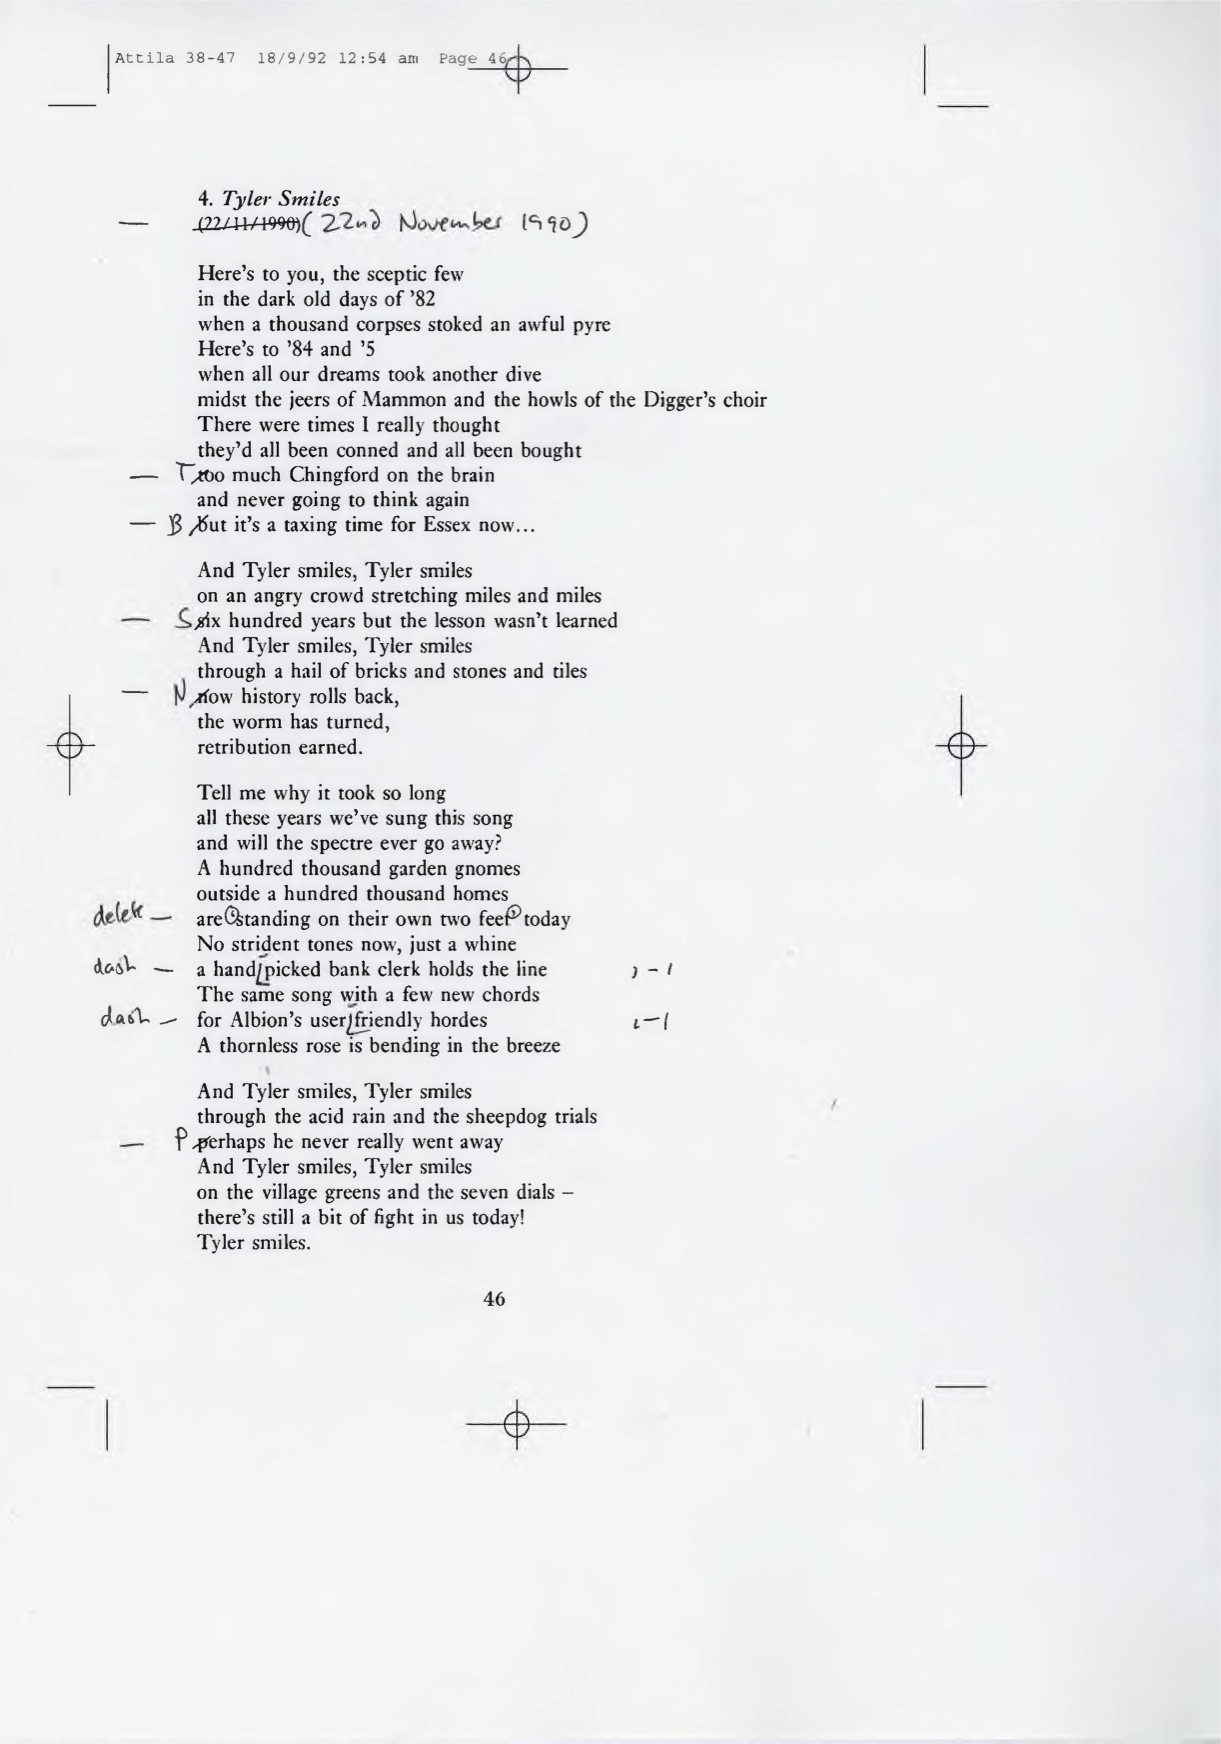 Attila 38-47 18/9/92 12:54 am Page 46
4. Tyler Smiles
(22/11/1990) (22nd November 1990)
Here's to you, the sceptic few
in the dark old days of '82
when a thousand corpses stoked an awful pyre
Here's to '84 and '5
when all our dreams took another dive
midst the jeers of Mammon and the howls of the Digger's choir
There were times I really thought
they'd all been conned and all been bought
— T too much Chingford on the brain
and never going to think again
— B but it's a taxing time for Essex now...
And Tyler smiles, Tyler smiles
on an angry crowd stretching miles and miles
— S six hundred years but the lesson wasn't learned
And Tyler smiles, Tyler smiles
through a hail of bricks and stones and tiles
— N now history rolls back,
the worm has turned,
retribution earned.
Tell me why it took so long
all these years we've sung this song
and will the spectre ever go away?
A hundred thousand garden gnomes
outside a hundred thousand homes
delete — are 'standing on their own two feet' today
No strident tones now, just a whine
dash — a hand picked bank clerk holds the line
The same song with a few new chords
dash — for Albion's user friendly hordes
A thornless rose is bending in the breeze
And Tyler smiles, Tyler smiles
through the acid rain and the sheepdog trials
— P perhaps he never really went away
And Tyler smiles, Tyler smiles
on the village greens and the seven dials –
there's still a bit of fight in us today!
Tyler smiles.
46